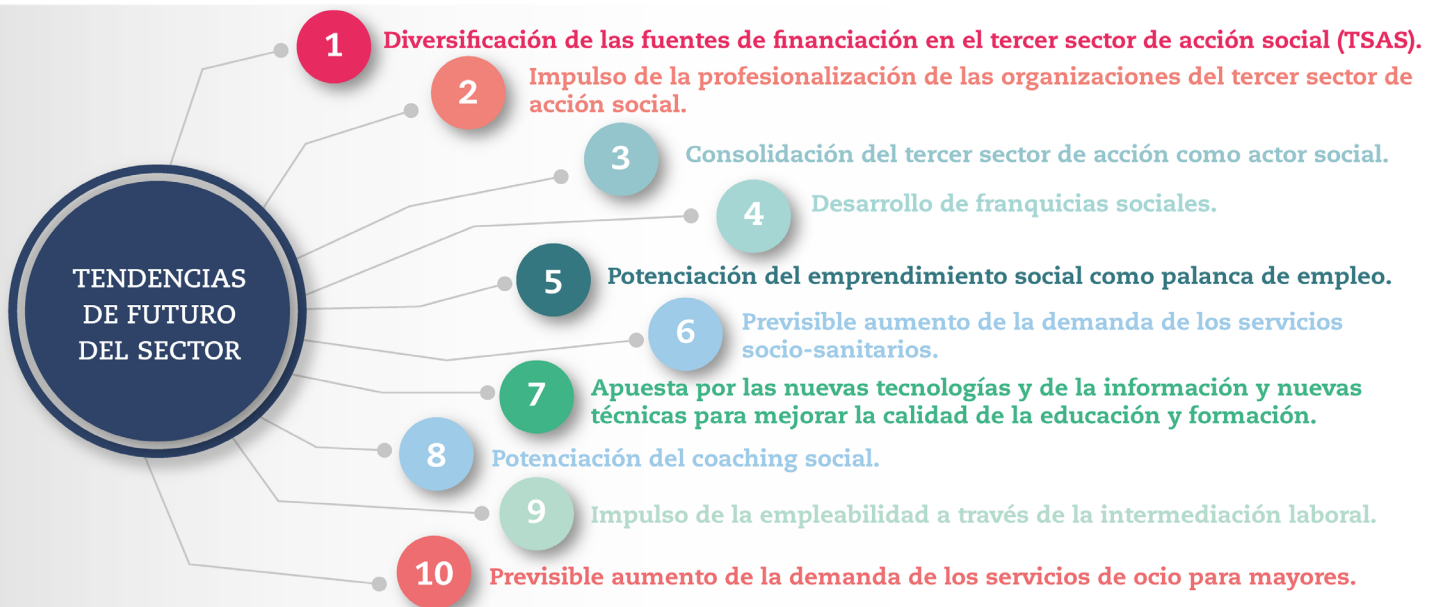 TENDENCIAS
DE FUTURO
DEL SECTOR
1
Diversificación de las fuentes de financiación en el tercer sector de acción social (TSAS).
2
Impulso de la profesionalización de las organizaciones del tercer sector de
acción social.
3
Consolidación del tercer sector de acción como actor social.
4
Desarrollo de franquicias sociales.
5
Potenciación del emprendimiento social como palanca de empleo.
6
Previsible aumento de la demanda de los servicios
socio-sanitarios.
7
Apuesta por las nuevas tecnologías y de la información y nuevas
técnicas para mejorar la calidad de la educación y formación.
8
Potenciación del coaching social.
9
Impulso de la empleabilidad a través de la intermediación laboral.
10
Previsible aumento de la demanda de los servicios de ocio para mayores.